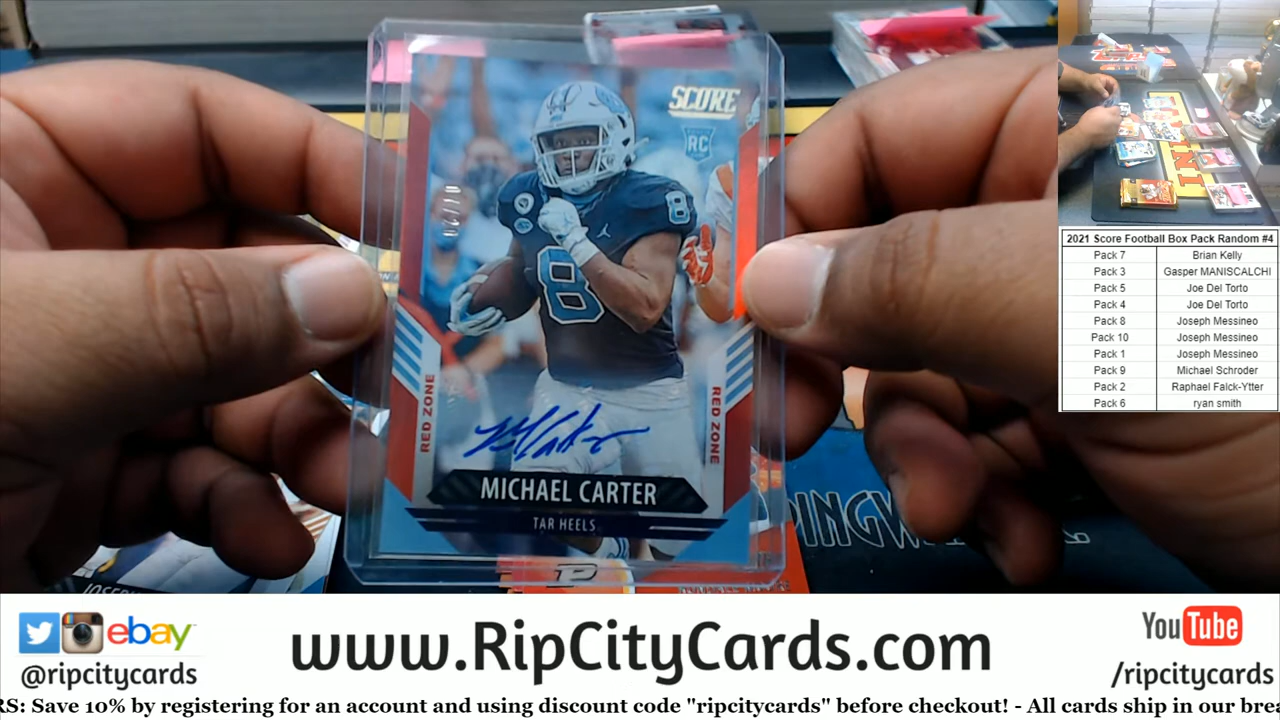 SCORE
RC
8
8
RED ZONE
RED ZONE
MICHAEL CARTER
TAR HEELS
P
2021 Score Football Box Pack Random #4
Pack 7 Brian Kelly
Pack 3 Gasper MANISCALCHI
Pack 5 Joe Del Torto
Pack 4 Joe Del Torto
Pack 8 Joseph Messineo
Pack 10 Joseph Messineo
Pack 1 Joseph Messineo
Pack 9 Michael Schroder
Pack 2 Raphael Falck-Ytter
Pack 6 ryan smith
ebay
@ripcitycards
www.RipCityCards.com
YouTube
/ripcitycards
RS: Save 10% by registering for an account and using discount code "ripcitycards" before checkout! - All cards ship in our brea